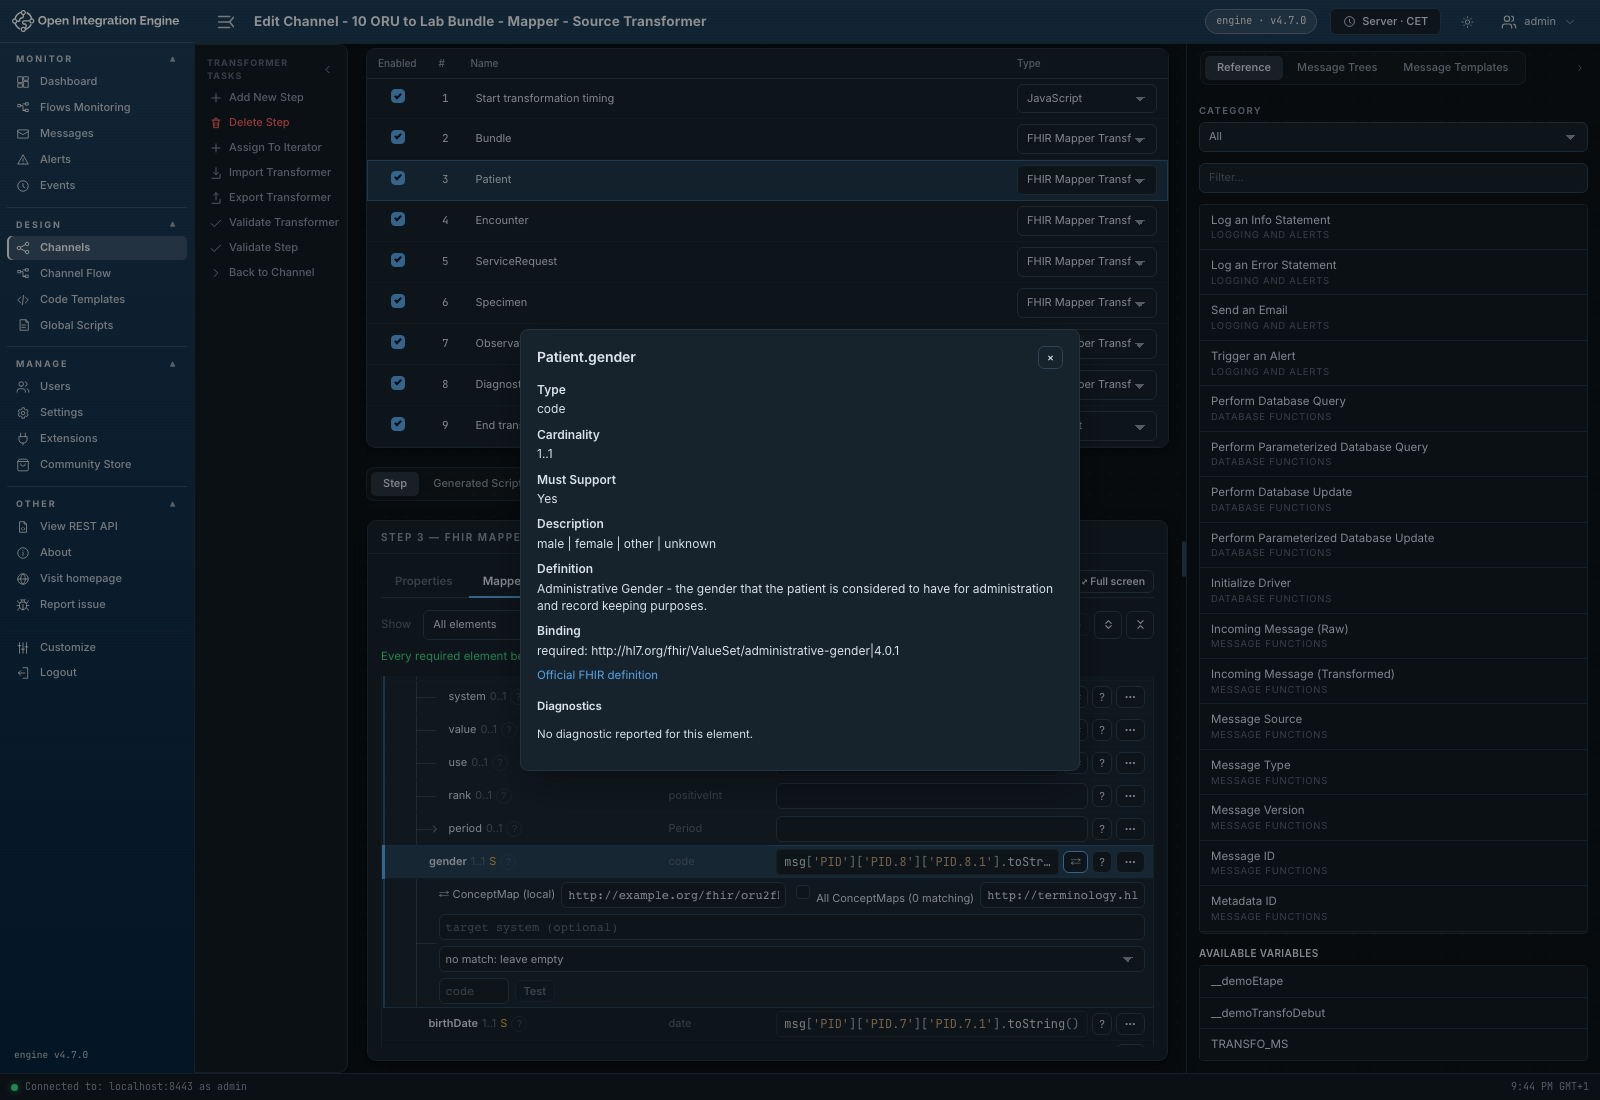 Open Integration Engine
Edit Channel - 10 ORU to Lab Bundle - Mapper - Source Transformer
engine · v4.7.0
Server · CET
admin
MONITOR
Dashboard
Flows Monitoring
Messages
Alerts
Events
DESIGN
Channels
Channel Flow
Code Templates
Global Scripts
MANAGE
Users
Settings
Extensions
Community Store
OTHER
View REST API
About
Visit homepage
Report issue
Customize
Logout
engine v4.7.0
TRANSFORMER TASKS
Add New Step
Delete Step
Assign To Iterator
Import Transformer
Export Transformer
Validate Transformer
Validate Step
Back to Channel
Enabled # Name Type
1 Start transformation timing JavaScript
2 Bundle FHIR Mapper Transf
3 Patient FHIR Mapper Transf
4 Encounter FHIR Mapper Transf
5 ServiceRequest FHIR Mapper Transf
6 Specimen FHIR Mapper Transf
7 Observa per Transf
8 Diagnost per Transf
9 End tran t
Step Generated Script
STEP 3 — FHIR MAPPE
Properties Mappe Full screen
Show All elements
Every required element be
system 0..1 ? ? ...
value 0..1 ? ? ...
use 0..1 ? ? ...
rank 0..1 ? positiveInt ? ...
period 0..1 ? Period ? ...
gender 1..1 S ? code msg['PID']['PID.8']['PID.8.1'].toStr… ? ...
ConceptMap (local) http://example.org/fhir/oru2fl All ConceptMaps (0 matching) http://terminology.hl
target system (optional)
no match: leave empty
code Test
birthDate 1..1 S ? date msg['PID']['PID.7']['PID.7.1'].toString() ? ...
Patient.gender
×
Type
code
Cardinality
1..1
Must Support
Yes
Description
male | female | other | unknown
Definition
Administrative Gender - the gender that the patient is considered to have for administration
and record keeping purposes.
Binding
required: http://hl7.org/fhir/ValueSet/administrative-gender|4.0.1
Official FHIR definition
Diagnostics
No diagnostic reported for this element.
Reference Message Trees Message Templates
CATEGORY
All
Filter...
Log an Info Statement
LOGGING AND ALERTS
Log an Error Statement
LOGGING AND ALERTS
Send an Email
LOGGING AND ALERTS
Trigger an Alert
LOGGING AND ALERTS
Perform Database Query
DATABASE FUNCTIONS
Perform Parameterized Database Query
DATABASE FUNCTIONS
Perform Database Update
DATABASE FUNCTIONS
Perform Parameterized Database Update
DATABASE FUNCTIONS
Initialize Driver
DATABASE FUNCTIONS
Incoming Message (Raw)
MESSAGE FUNCTIONS
Incoming Message (Transformed)
MESSAGE FUNCTIONS
Message Source
MESSAGE FUNCTIONS
Message Type
MESSAGE FUNCTIONS
Message Version
MESSAGE FUNCTIONS
Message ID
MESSAGE FUNCTIONS
Metadata ID
MESSAGE FUNCTIONS
AVAILABLE VARIABLES
__demoEtape
__demoTransfoDebut
TRANSFO_MS
Connected to: localhost:8443 as admin
9:44 PM GMT+1